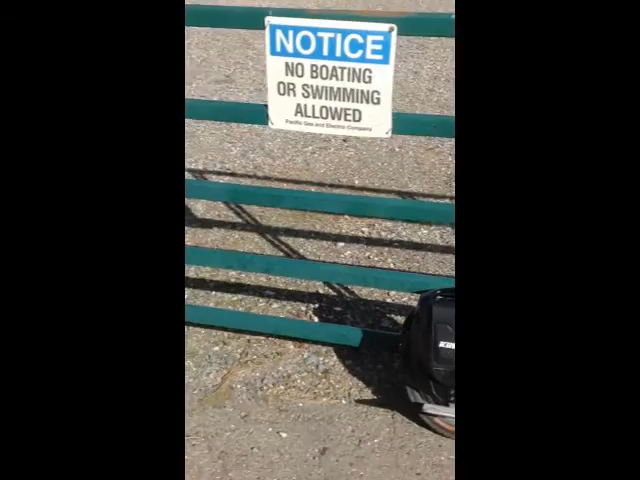 NOTICE
NO BOATING
OR SWIMMING
ALLOWED
Pacific Gas and Electric Company